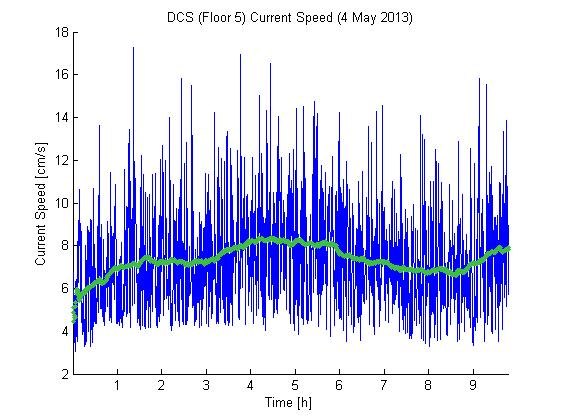 DCS (Floor 5) Current Speed (4 May 2013)
18
16
14
12
10
8
6
4
2
Current Speed [cm/s]
1 2 3 4 5 6 7 8 9
Time [h]